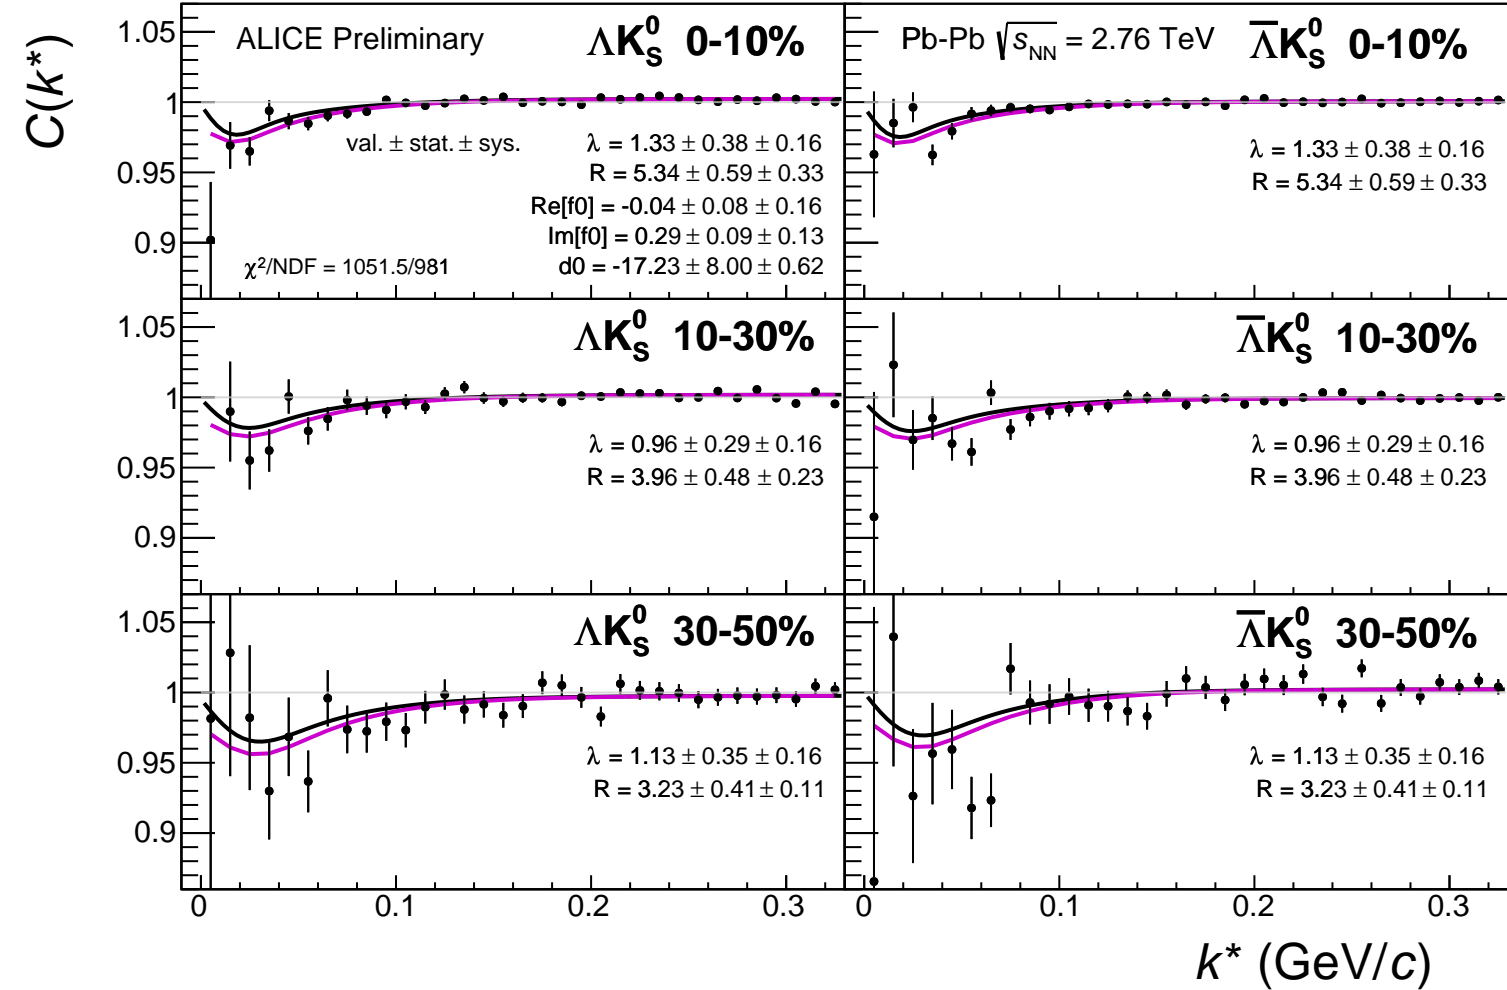 C(k*)
ALICE Preliminary
ΛK⁰S 0-10%
1.05
1
0.95
0.9
val. ± stat. ± sys.
λ = 1.33 ± 0.38 ± 0.16
R = 5.34 ± 0.59 ± 0.33
Re[f0] = -0.04 ± 0.08 ± 0.16
Im[f0] = 0.29 ± 0.09 ± 0.13
d0 = -17.23 ± 8.00 ± 0.62
χ²/NDF = 1051.5/981
Pb-Pb √sNN = 2.76 TeV
Λ̅K⁰S 0-10%
λ = 1.33 ± 0.38 ± 0.16
R = 5.34 ± 0.59 ± 0.33
ΛK⁰S 10-30%
1.05
1
0.95
0.9
λ = 0.96 ± 0.29 ± 0.16
R = 3.96 ± 0.48 ± 0.23
Λ̅K⁰S 10-30%
λ = 0.96 ± 0.29 ± 0.16
R = 3.96 ± 0.48 ± 0.23
ΛK⁰S 30-50%
1.05
1
0.95
0.9
λ = 1.13 ± 0.35 ± 0.16
R = 3.23 ± 0.41 ± 0.11
Λ̅K⁰S 30-50%
λ = 1.13 ± 0.35 ± 0.16
R = 3.23 ± 0.41 ± 0.11
0 0.1 0.2 0.3
0 0.1 0.2 0.3
k* (GeV/c)